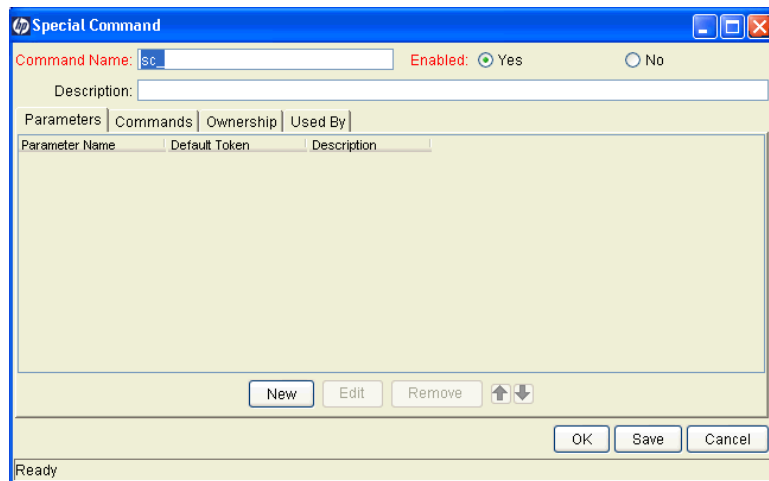 hp Special Command
Command Name: sc_ Enabled: Yes No
Description:
Parameters Commands Ownership Used By
Parameter Name Default Token Description
New Edit Remove
OK Save Cancel
Ready